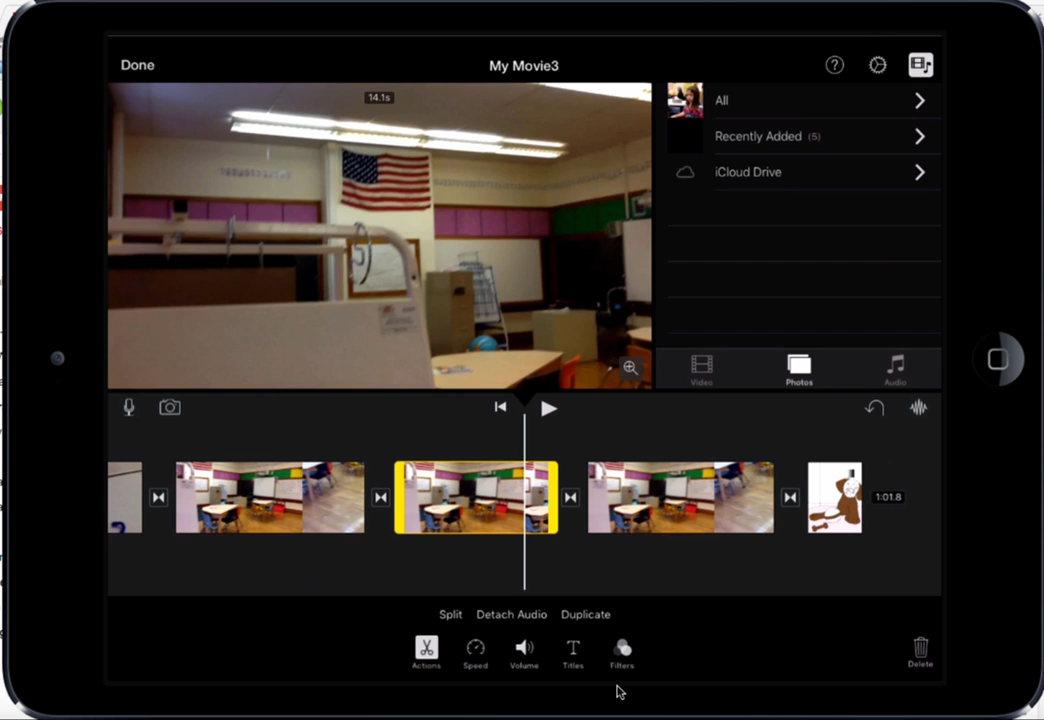 Done
My Movie3
14.1s
All
Recently Added (5)
iCloud Drive
Video
Photos
Audio
1:01.8
Split Detach Audio Duplicate
Actions
Speed
Volume
Titles
Filters
Delete